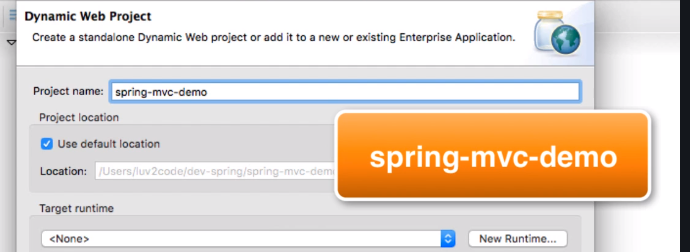 Dynamic Web Project
Create a standalone Dynamic Web project or add it to a new or existing Enterprise Application.
Project name: spring-mvc-demo
Project location
Use default location
Location: /Users/luv2code/dev-spring/spring-mvc-demo
spring-mvc-demo
Target runtime
<None> New Runtime...